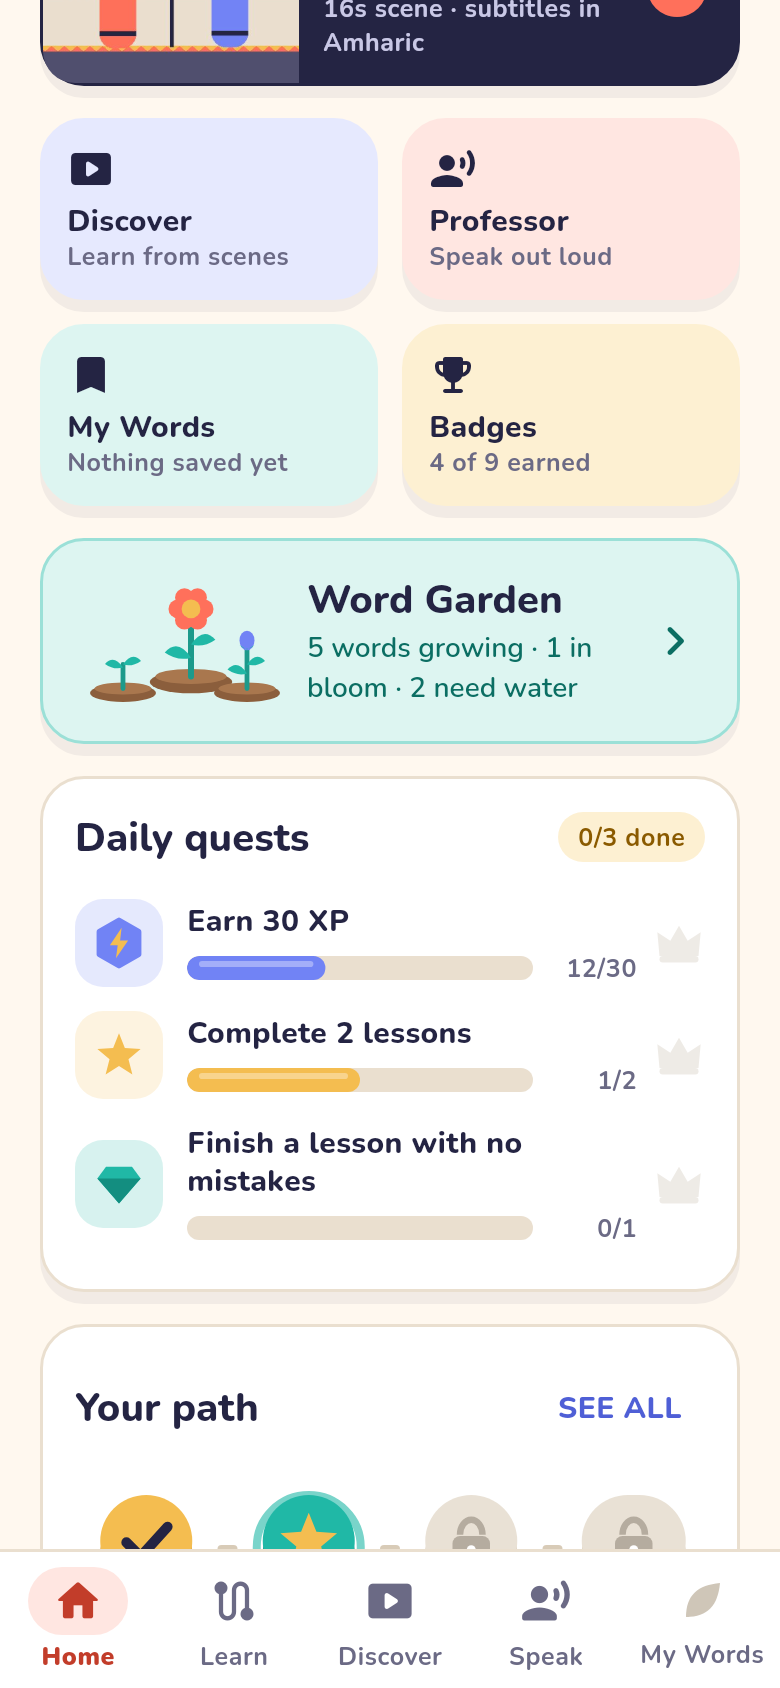 16s scene · subtitles in
Amharic
Discover
Learn from scenes
Professor
Speak out loud
My Words
Nothing saved yet
Badges
4 of 9 earned
Word Garden
5 words growing · 1 in
bloom · 2 need water
Daily quests
0/3 done
Earn 30 XP
12/30
Complete 2 lessons
1/2
Finish a lesson with no
mistakes
0/1
Your path
SEE ALL
Home
Learn
Discover
Speak
My Words